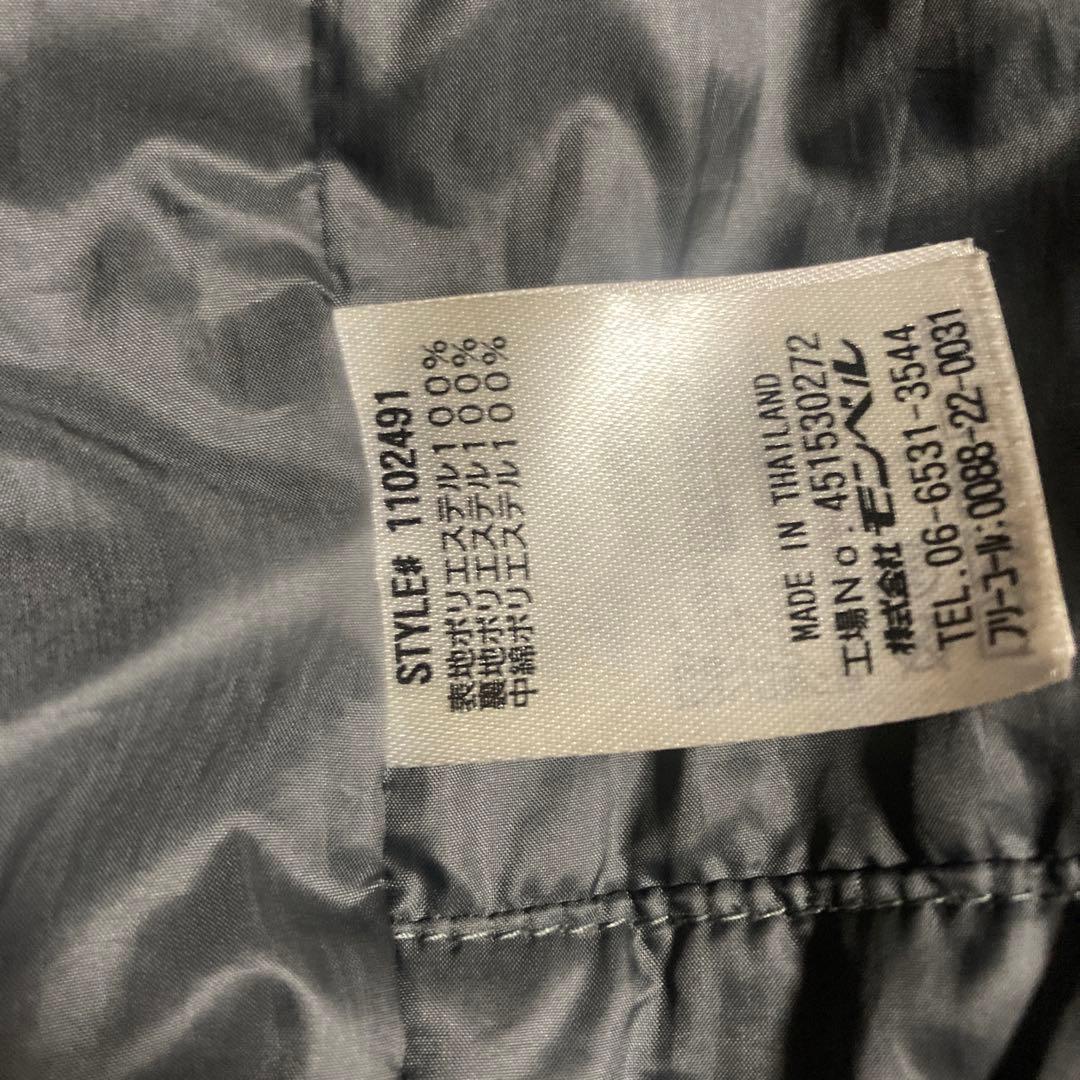 STYLE# 1102491
表地ポリエステル100%
裏地ポリエステル100%
中綿ポリエステル100%
MADE IN THAILAND
工場No.451530272
株式会社モンベル
TEL.06-6531-3544
フリーコール:0088-22-0031